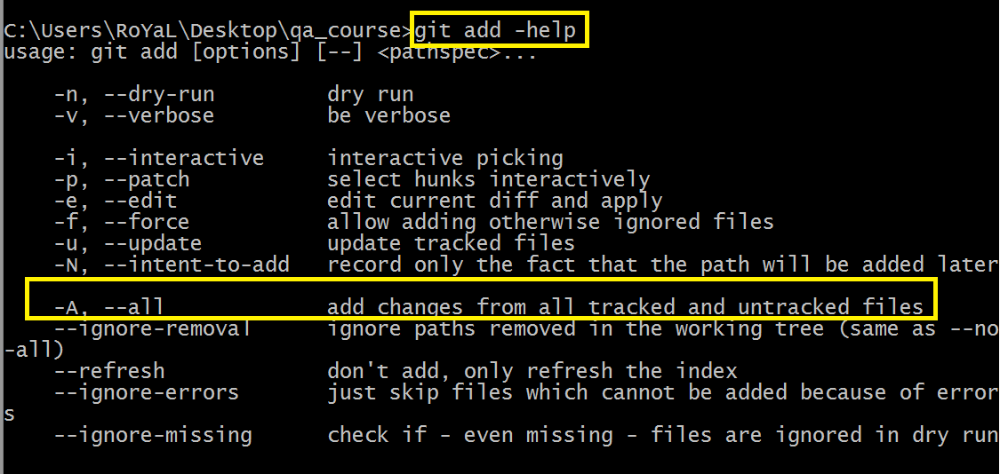 C:\Users\RoYaL\Desktop\qa_course>git add -help
usage: git add [options] [--] <pathspec>...
-n, --dry-run dry run
-v, --verbose be verbose
-i, --interactive interactive picking
-p, --patch select hunks interactively
-e, --edit edit current diff and apply
-f, --force allow adding otherwise ignored files
-u, --update update tracked files
-N, --intent-to-add record only the fact that the path will be added later
-A, --all add changes from all tracked and untracked files
--ignore-removal ignore paths removed in the working tree (same as --no
-all)
--refresh don't add, only refresh the index
--ignore-errors just skip files which cannot be added because of error
s
--ignore-missing check if - even missing - files are ignored in dry run